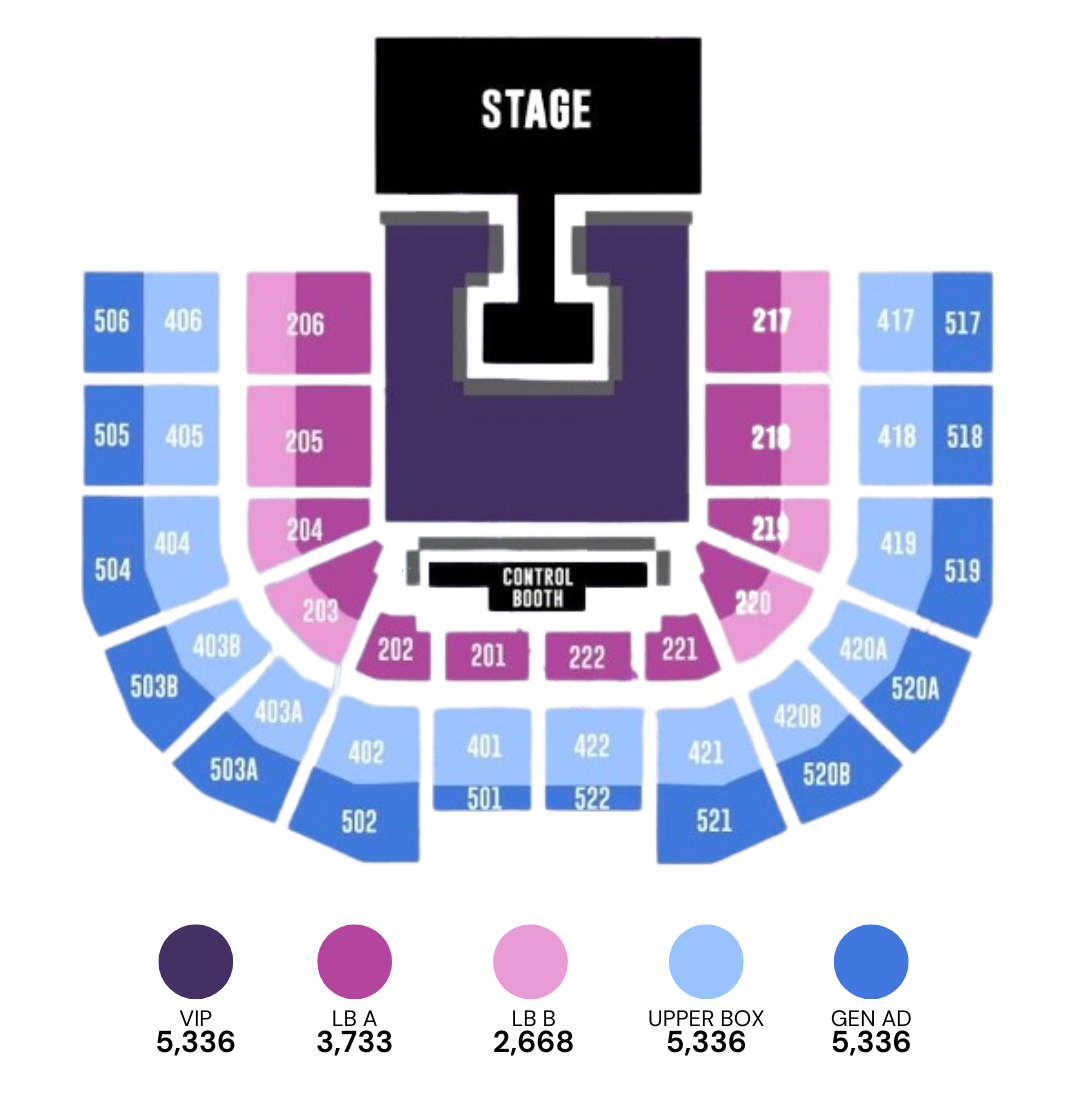 STAGE
506 406 206 217 417 517
505 405 205 218 418 518
204 219
404 419
504 519
CONTROL
BOOTH
203 220
202 201 222 221
403B 420A
503B 520A
403A 420B
402 401 422 421
503A 520B
501 522
502 521
VIP LB A LB B UPPER BOX GEN AD
5,336 3,733 2,668 5,336 5,336